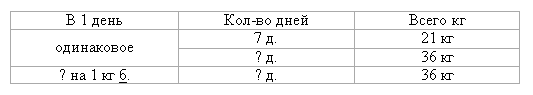 В 1 день Кол-во дней Всего кг
одинаковое 7 д. 21 кг
? д. 36 кг
? на 1 кг б. ? д. 36 кг